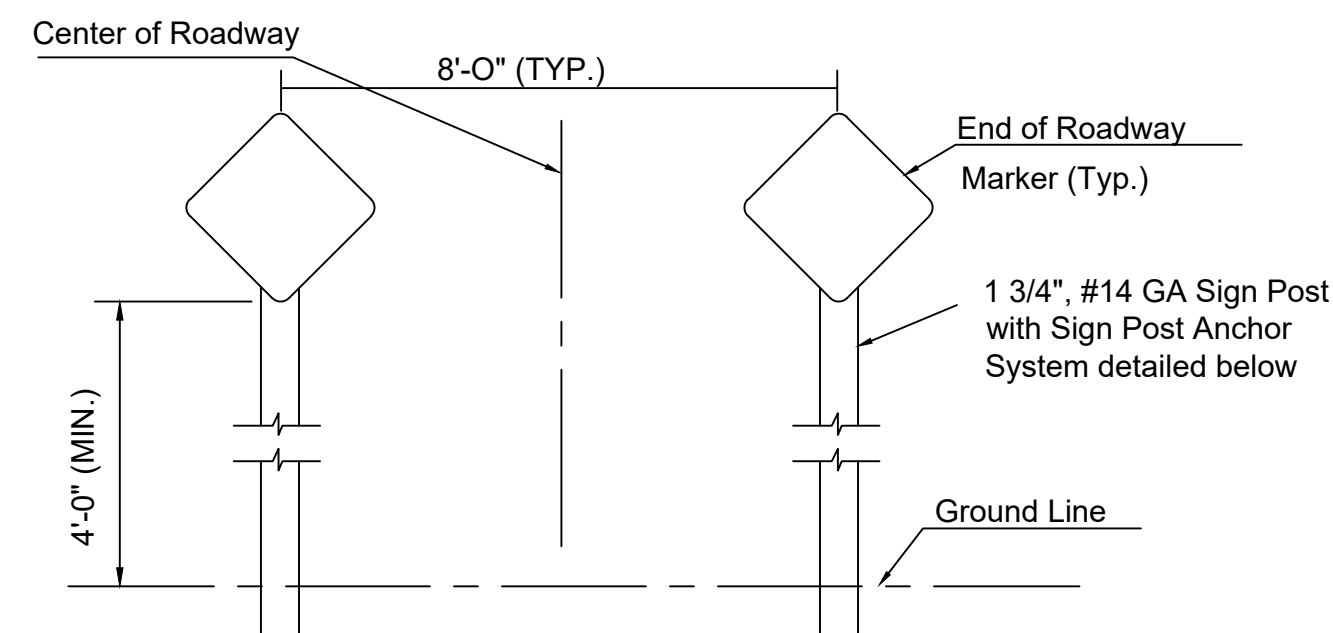 Center of Roadway
8'-O" (TYP.)
End of Roadway
Marker (Typ.)
1 3/4", #14 GA Sign Post
with Sign Post Anchor
System detailed below
4'-0" (MIN.)
Ground Line